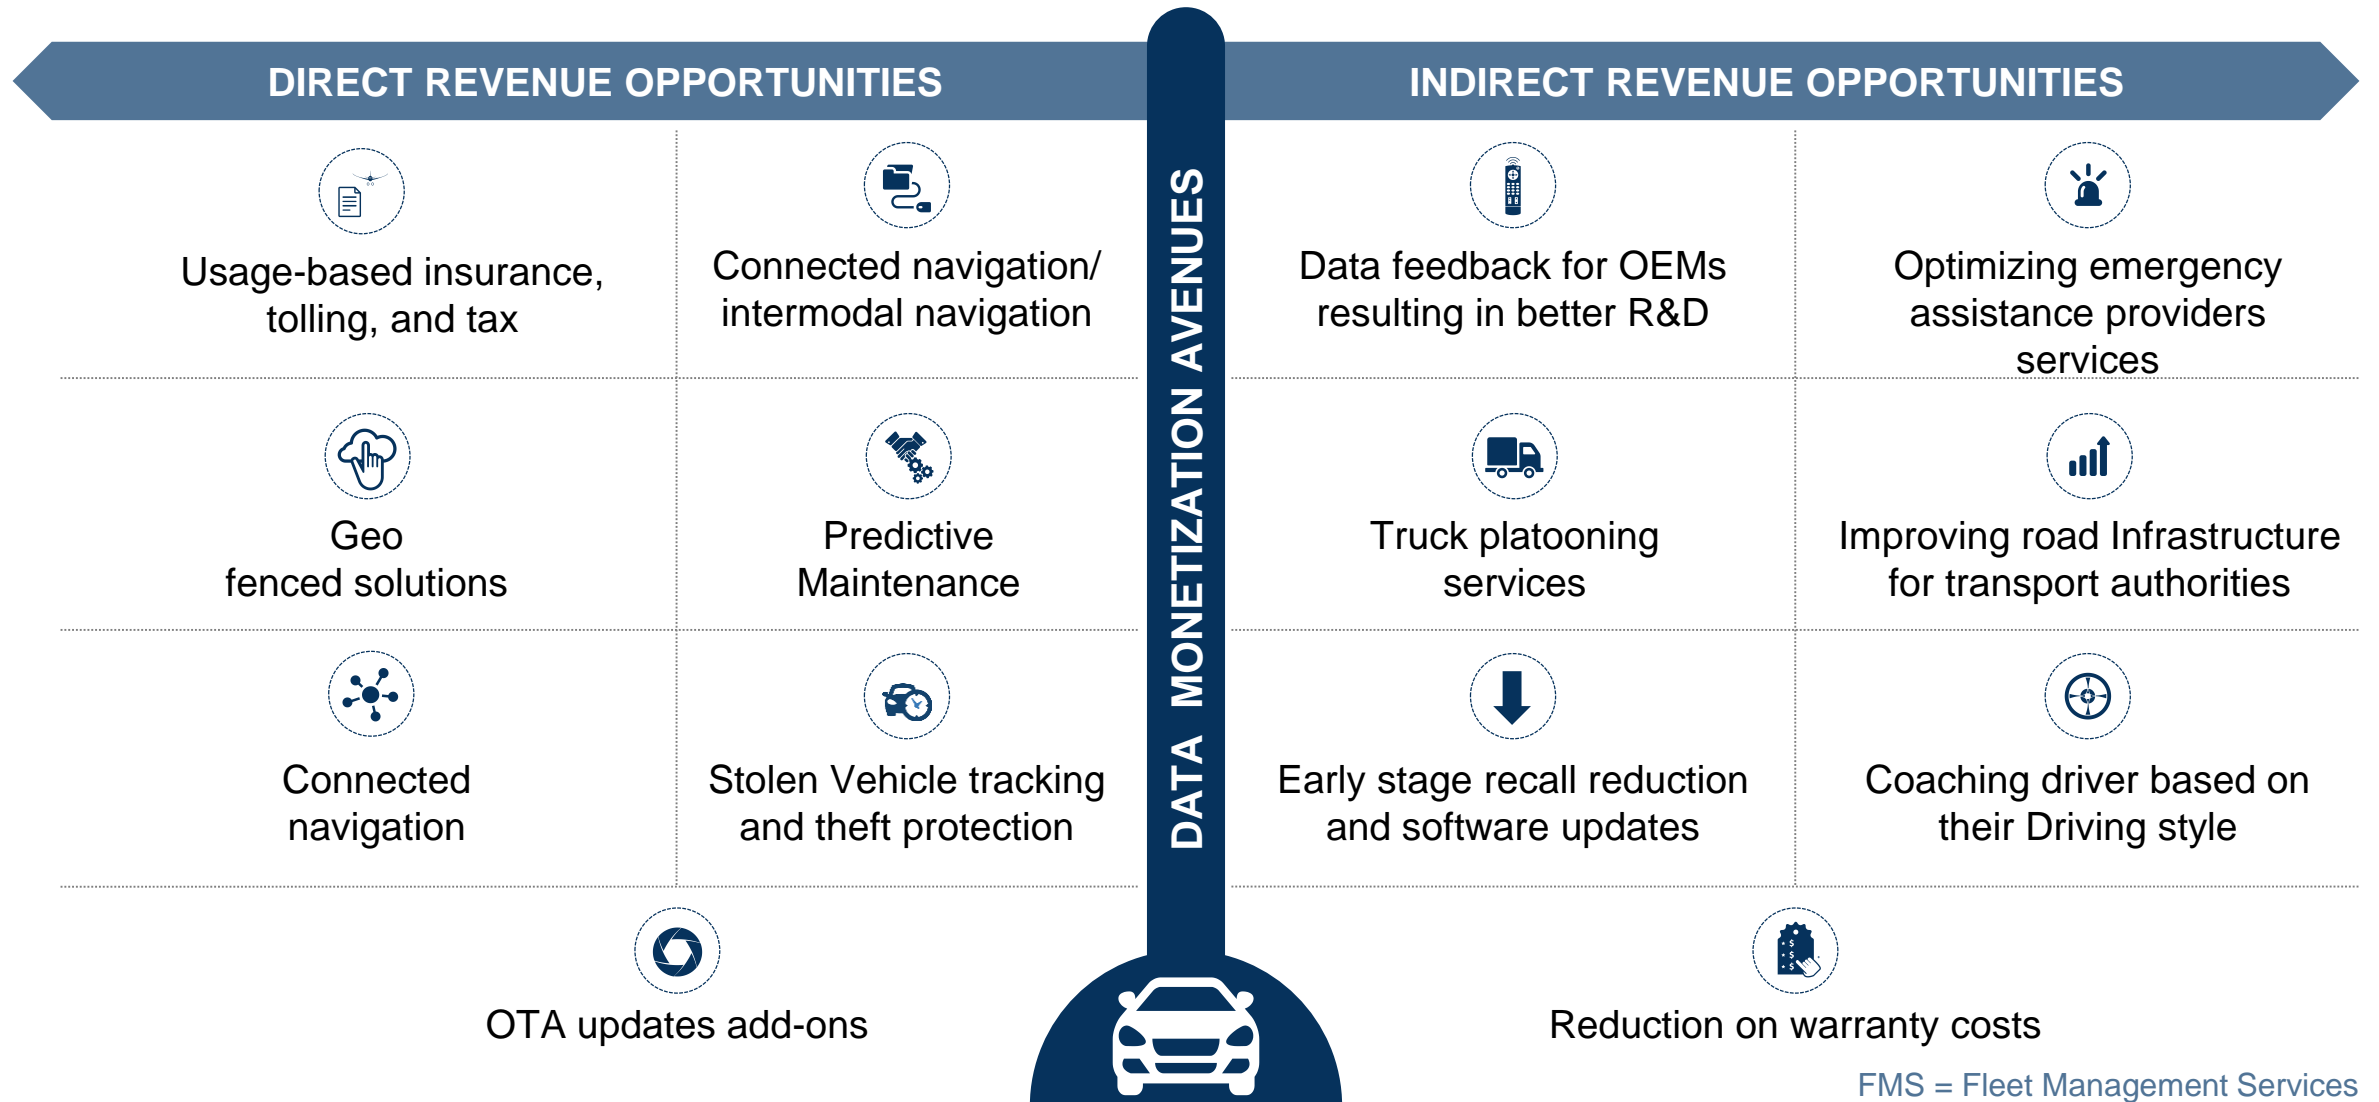 DIRECT REVENUE OPPORTUNITIES
INDIRECT REVENUE OPPORTUNITIES
DATA MONETIZATION AVENUES
Usage-based insurance,
tolling, and tax
Connected navigation/
intermodal navigation
Data feedback for OEMs
resulting in better R&D
Optimizing emergency
assistance providers
services
Geo
fenced solutions
Predictive
Maintenance
Truck platooning
services
Improving road Infrastructure
for transport authorities
Connected
navigation
Stolen Vehicle tracking
and theft protection
Early stage recall reduction
and software updates
Coaching driver based on
their Driving style
OTA updates add-ons
Reduction on warranty costs
FMS = Fleet Management Services